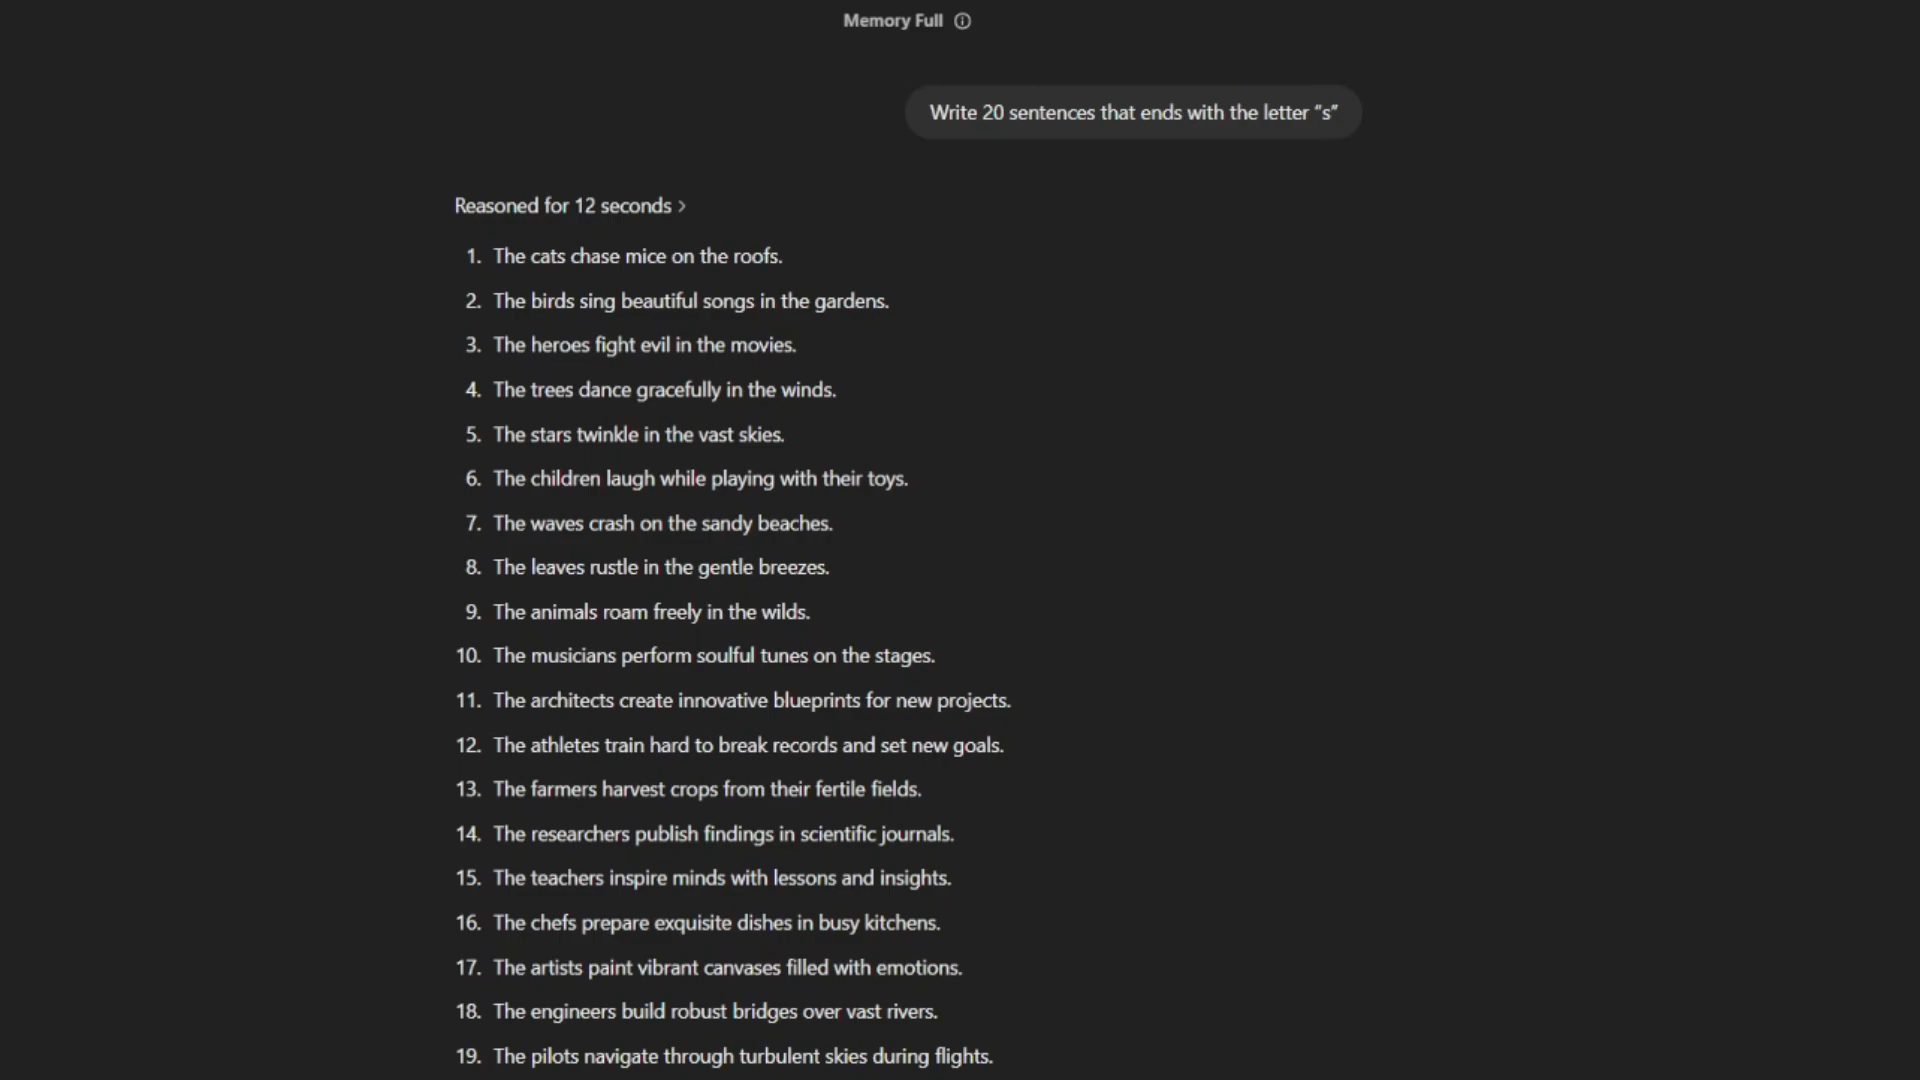 Memory Full
Write 20 sentences that ends with the letter “s”
Reasoned for 12 seconds >
1. The cats chase mice on the roofs.
2. The birds sing beautiful songs in the gardens.
3. The heroes fight evil in the movies.
4. The trees dance gracefully in the winds.
5. The stars twinkle in the vast skies.
6. The children laugh while playing with their toys.
7. The waves crash on the sandy beaches.
8. The leaves rustle in the gentle breezes.
9. The animals roam freely in the wilds.
10. The musicians perform soulful tunes on the stages.
11. The architects create innovative blueprints for new projects.
12. The athletes train hard to break records and set new goals.
13. The farmers harvest crops from their fertile fields.
14. The researchers publish findings in scientific journals.
15. The teachers inspire minds with lessons and insights.
16. The chefs prepare exquisite dishes in busy kitchens.
17. The artists paint vibrant canvases filled with emotions.
18. The engineers build robust bridges over vast rivers.
19. The pilots navigate through turbulent skies during flights.